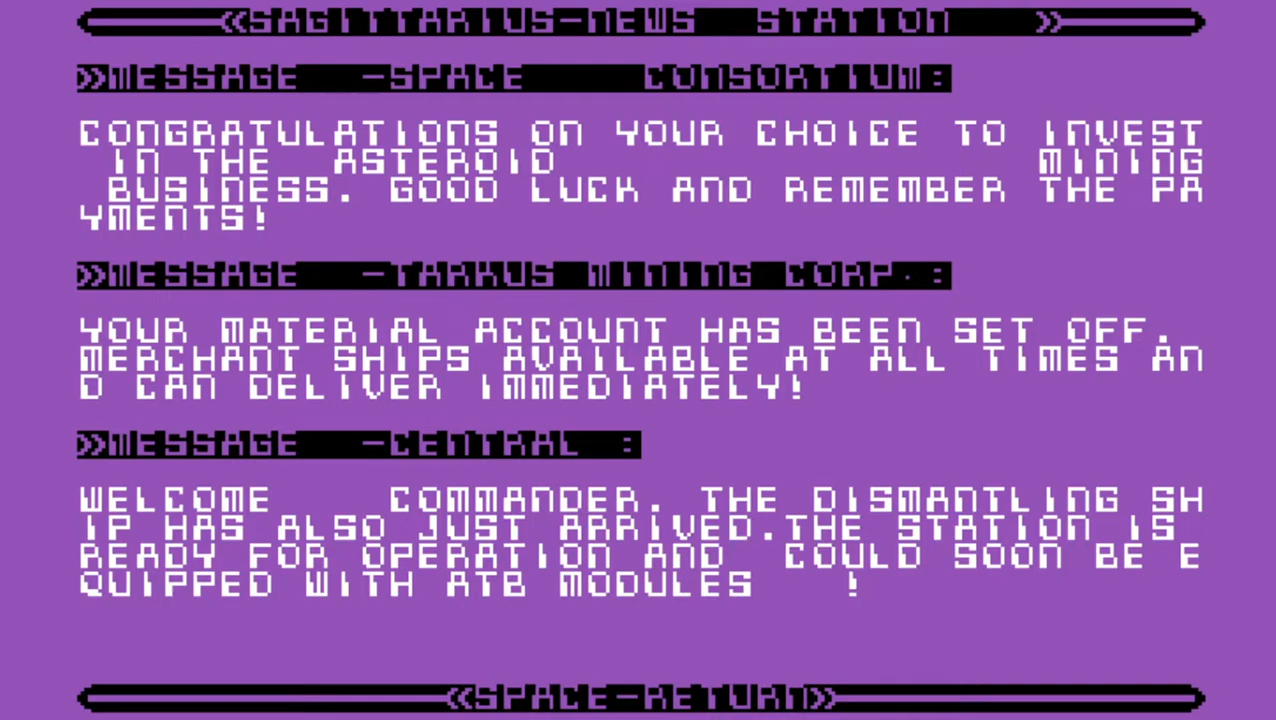 «SAGITTARIUS-NEWS STATION »
»MESSAGE -SPACE CONSORTIUM:
CONGRATULATIONS ON YOUR CHOICE TO INVEST
IN THE ASTEROID MINING
BUSINESS. GOOD LUCK AND REMEMBER THE PA
YMENTS!
»MESSAGE -TARKUS MINING CORP. :
YOUR MATERIAL ACCOUNT HAS BEEN SET OFF.
MERCHANT SHIPS AVAILABLE AT ALL TIMES AN
D CAN DELIVER IMMEDIATELY!
»MESSAGE -CENTRAL :
WELCOME COMMANDER. THE DISMANTLING SH
IP HAS ALSO JUST ARRIVED.THE STATION IS
READY FOR OPERATION AND COULD SOON BE E
QUIPPED WITH ATB MODULES !
«SPACE-RETURN»